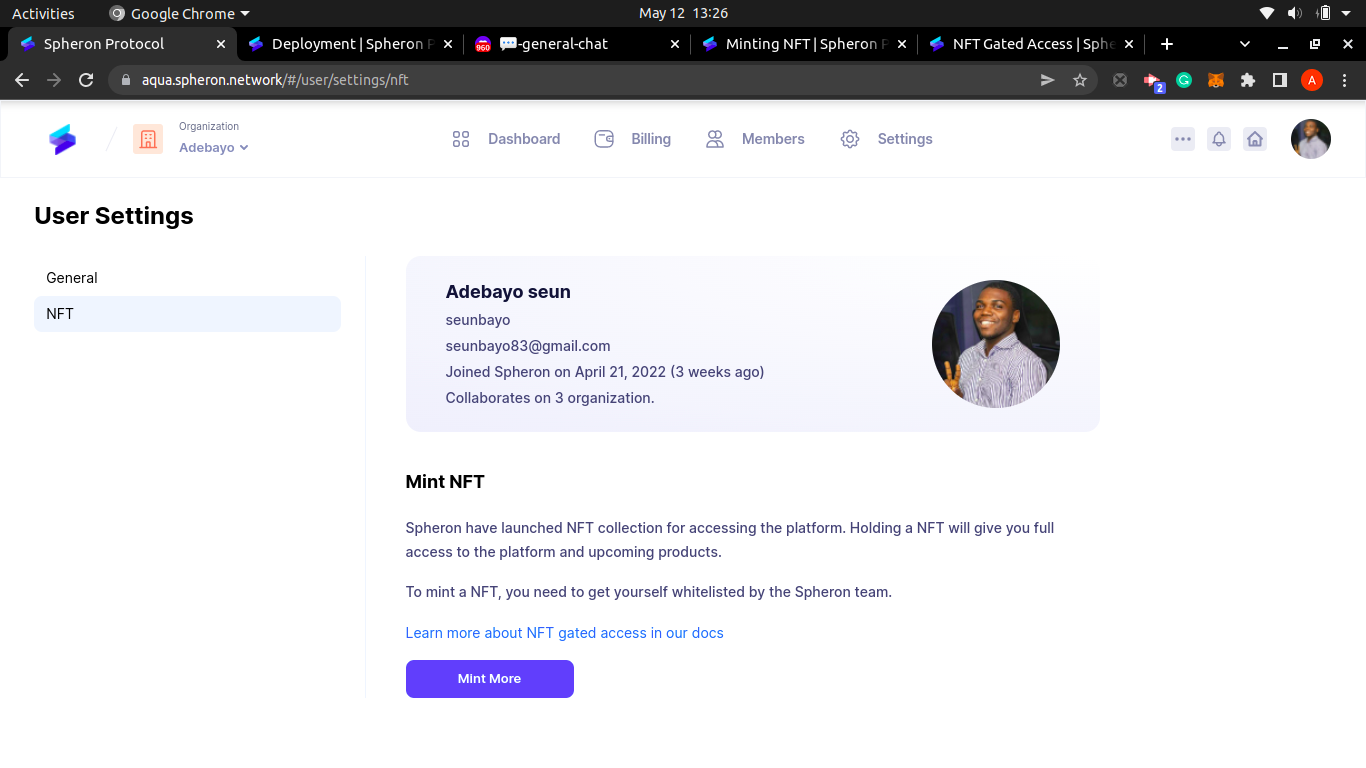 Activities
Google Chrome
May 12 13:26
Spheron Protocol
Deployment | Spheron P
960
-general-chat
Minting NFT | Spheron P
NFT Gated Access | Sphe
aqua.spheron.network/#/user/settings/nft
2
G
A
Organization
Adebayo
Dashboard
Billing
Members
Settings
User Settings
General
NFT
Adebayo seun
seunbayo
seunbayo83@gmail.com
Joined Spheron on April 21, 2022 (3 weeks ago)
Collaborates on 3 organization.
Mint NFT
Spheron have launched NFT collection for accessing the platform. Holding a NFT will give you full
access to the platform and upcoming products.
To mint a NFT, you need to get yourself whitelisted by the Spheron team.
Learn more about NFT gated access in our docs
Mint More